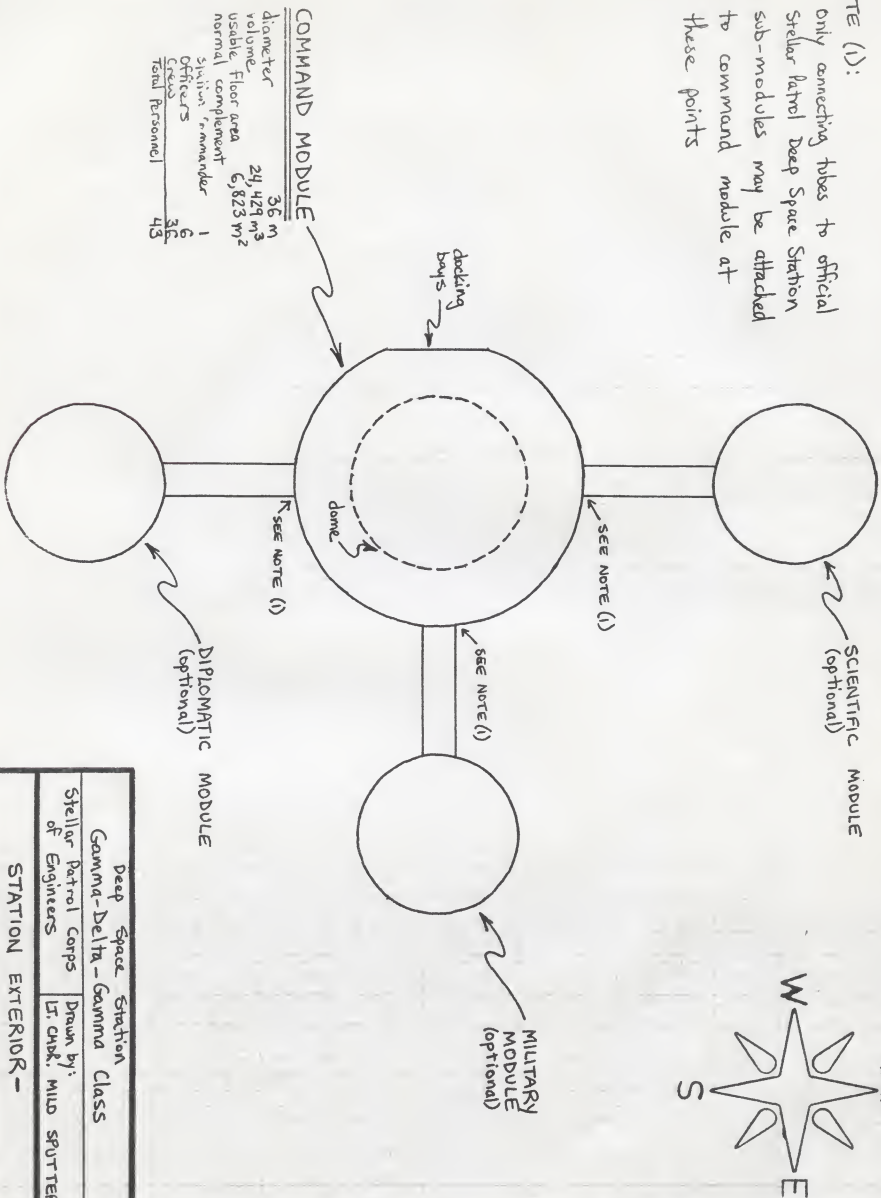 TE (1):
only connecting tubes to official
Stellar Patrol Deep Space Station
sub-modules may be attached
to command module at
these points
W
E
S
SCIENTIFIC MODULE
(optional)
SEE NOTE (1)
docking
bays
dome
SEE NOTE (1)
MILITARY
MODULE
(optional)
SEE NOTE (1)
COMMAND MODULE
diameter 36 m
volume 24,429 m³
usable floor area 6,823 m²
normal complement
commander 1
officers 6
crew 36
Total Personnel 43
DIPLOMATIC MODULE
(optional)
Deep Space Station
Gamma-Delta-Gamma Class
Stellar Patrol Corps
of Engineers
Drawn by:
LT. CMDR. MILO SPUTTE
STATION EXTERIOR-